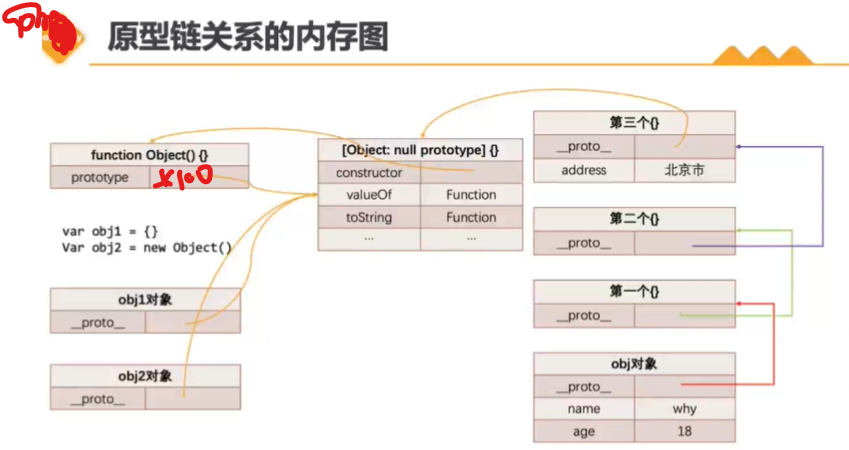 php
原型链关系的内存图
function Object() {}
prototype
x100
var obj1 = {}
Var obj2 = new Object()
obj1对象
__proto__
obj2对象
__proto__
[Object: null prototype] {}
constructor
valueOf Function
toString Function
... ...
第三个{}
__proto__
address 北京市
第二个{}
__proto__
第一个{}
__proto__
obj对象
__proto__
name why
age 18